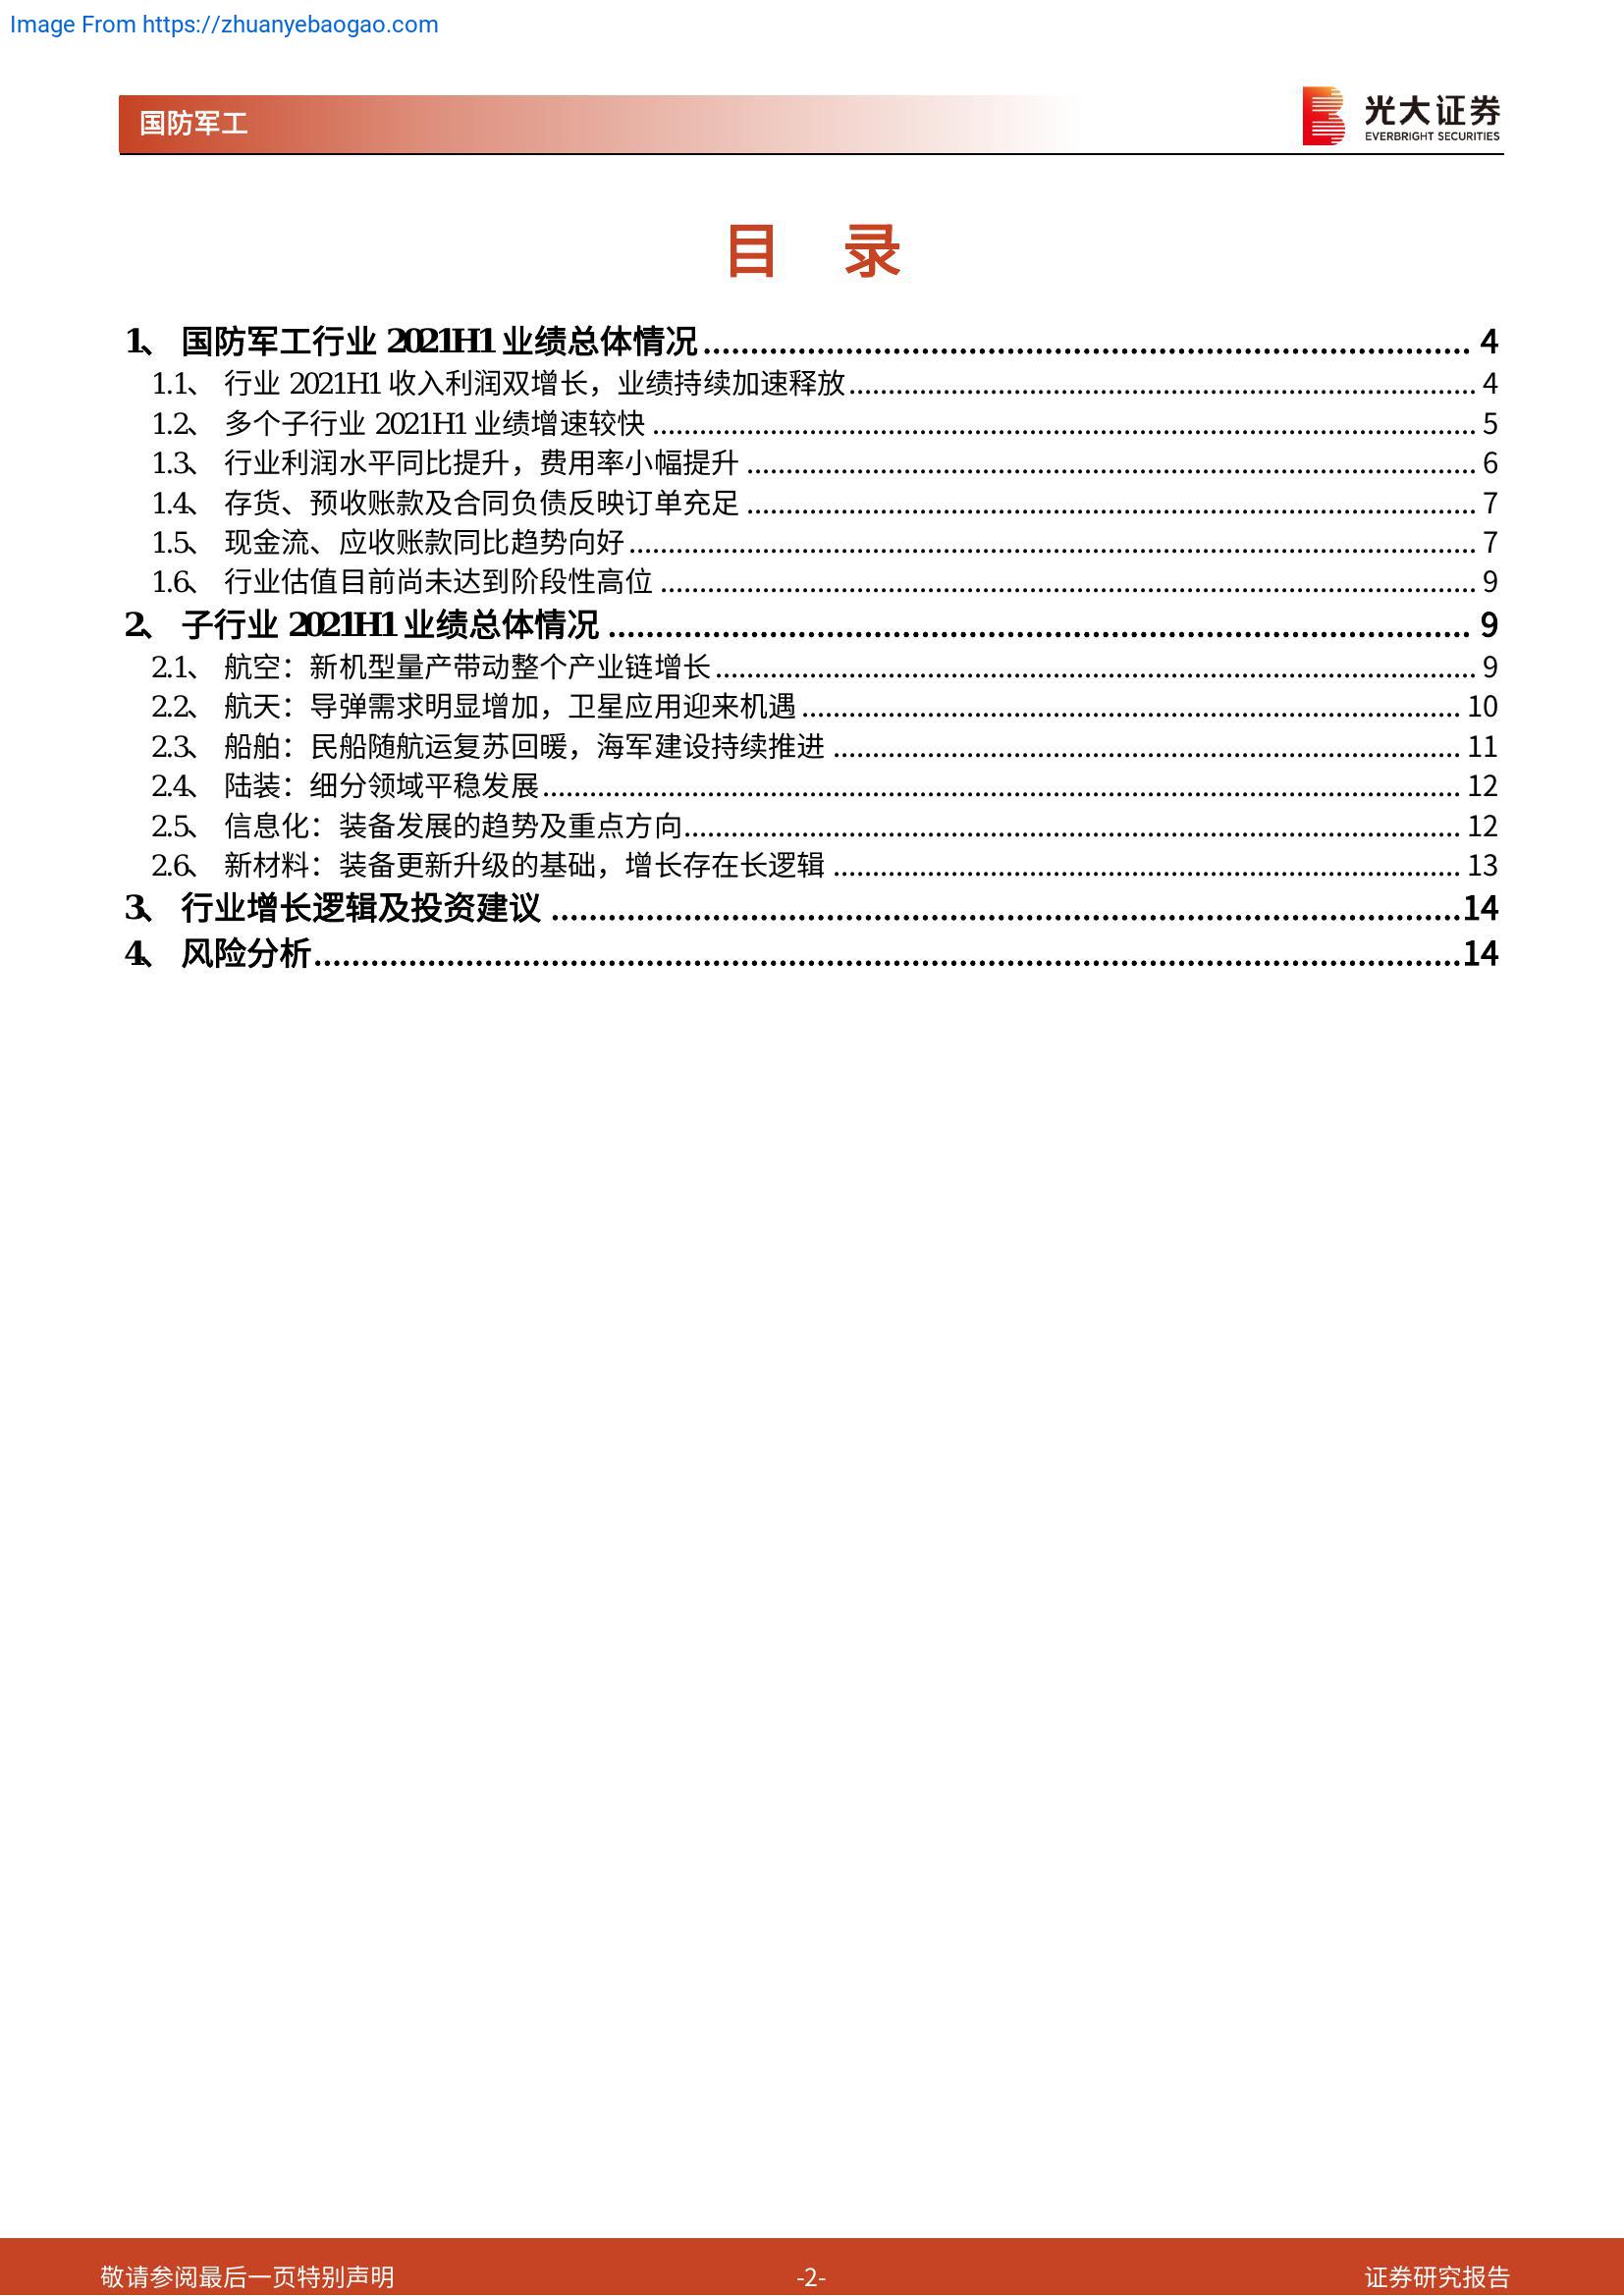 Image From https://zhuanyebaogao.com
国防军工
光大证券
EVERBRIGHT SECURITIES
目 录
1、 国防军工行业 2021H1 业绩总体情况 4
1.1、 行业 2021H1 收入利润双增长，业绩持续加速释放 4
1.2、 多个子行业 2021H1 业绩增速较快 5
1.3、 行业利润水平同比提升，费用率小幅提升 6
1.4、 存货、预收账款及合同负债反映订单充足 7
1.5、 现金流、应收账款同比趋势向好 7
1.6、 行业估值目前尚未达到阶段性高位 9
2、 子行业 2021H1 业绩总体情况 9
2.1、 航空：新机型量产带动整个产业链增长 9
2.2、 航天：导弹需求明显增加，卫星应用迎来机遇 10
2.3、 船舶：民船随航运复苏回暖，海军建设持续推进 11
2.4、 陆装：细分领域平稳发展 12
2.5、 信息化：装备发展的趋势及重点方向 12
2.6、 新材料：装备更新升级的基础，增长存在长逻辑 13
3、 行业增长逻辑及投资建议 14
4、 风险分析 14
敬请参阅最后一页特别声明 -2- 证券研究报告